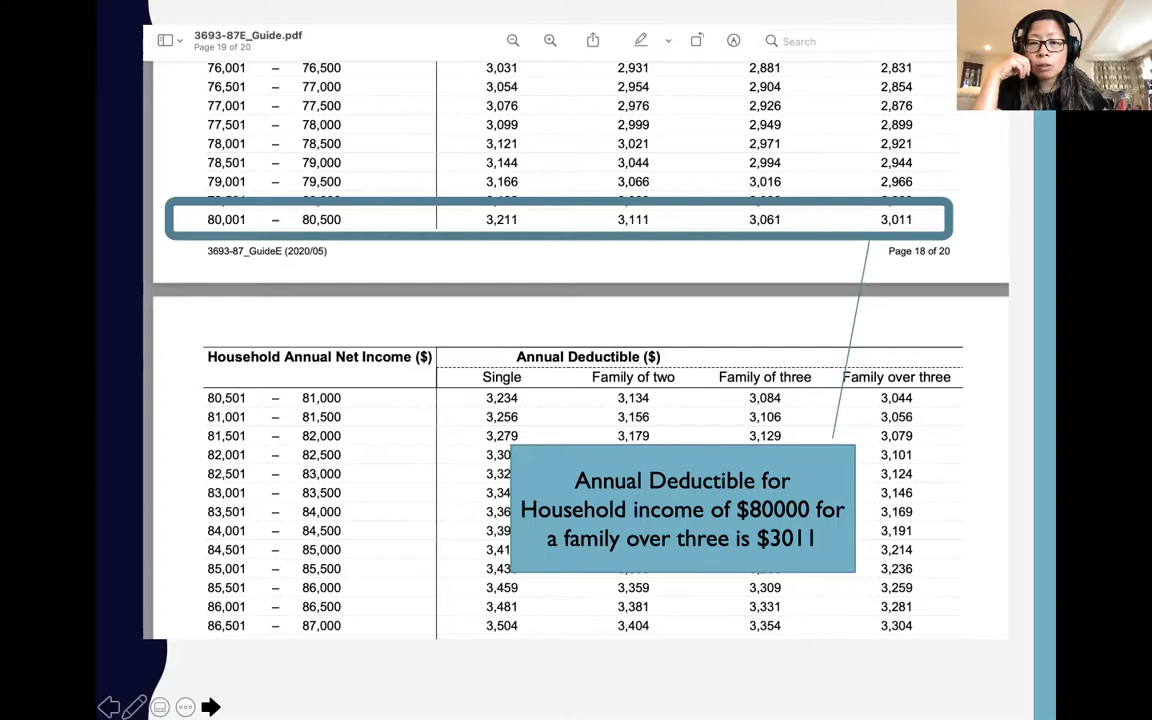 3693-87E_Guide.pdf
Page 19 of 20
Search
76,001 – 76,500 3,031 2,931 2,881 2,831
76,501 – 77,000 3,054 2,954 2,904 2,854
77,001 – 77,500 3,076 2,976 2,926 2,876
77,501 – 78,000 3,099 2,999 2,949 2,899
78,001 – 78,500 3,121 3,021 2,971 2,921
78,501 – 79,000 3,144 3,044 2,994 2,944
79,001 – 79,500 3,166 3,066 3,016 2,966
80,001 – 80,500 3,211 3,111 3,061 3,011
3693-87_GuideE (2020/05) Page 18 of 20
Household Annual Net Income ($) Annual Deductible ($)
Single Family of two Family of three Family over three
80,501 – 81,000 3,234 3,134 3,084 3,044
81,001 – 81,500 3,256 3,156 3,106 3,056
81,501 – 82,000 3,279 3,179 3,129 3,079
82,001 – 82,500 3,101
82,501 – 83,000 3,124
83,001 – 83,500 3,146
83,501 – 84,000 3,169
84,001 – 84,500 3,191
84,501 – 85,000 3,214
85,001 – 85,500 3,236
85,501 – 86,000 3,459 3,359 3,309 3,259
86,001 – 86,500 3,481 3,381 3,331 3,281
86,501 – 87,000 3,504 3,404 3,354 3,304
Annual Deductible for
Household income of $80000 for
a family over three is $3011